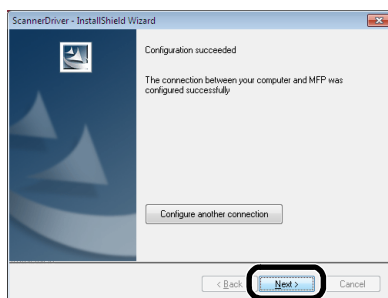 ScannerDriver - InstallShield Wizard
Configuration succeeded
The connection between your computer and MFP was
configured successfully
Configure another connection
< Back
Next >
Cancel